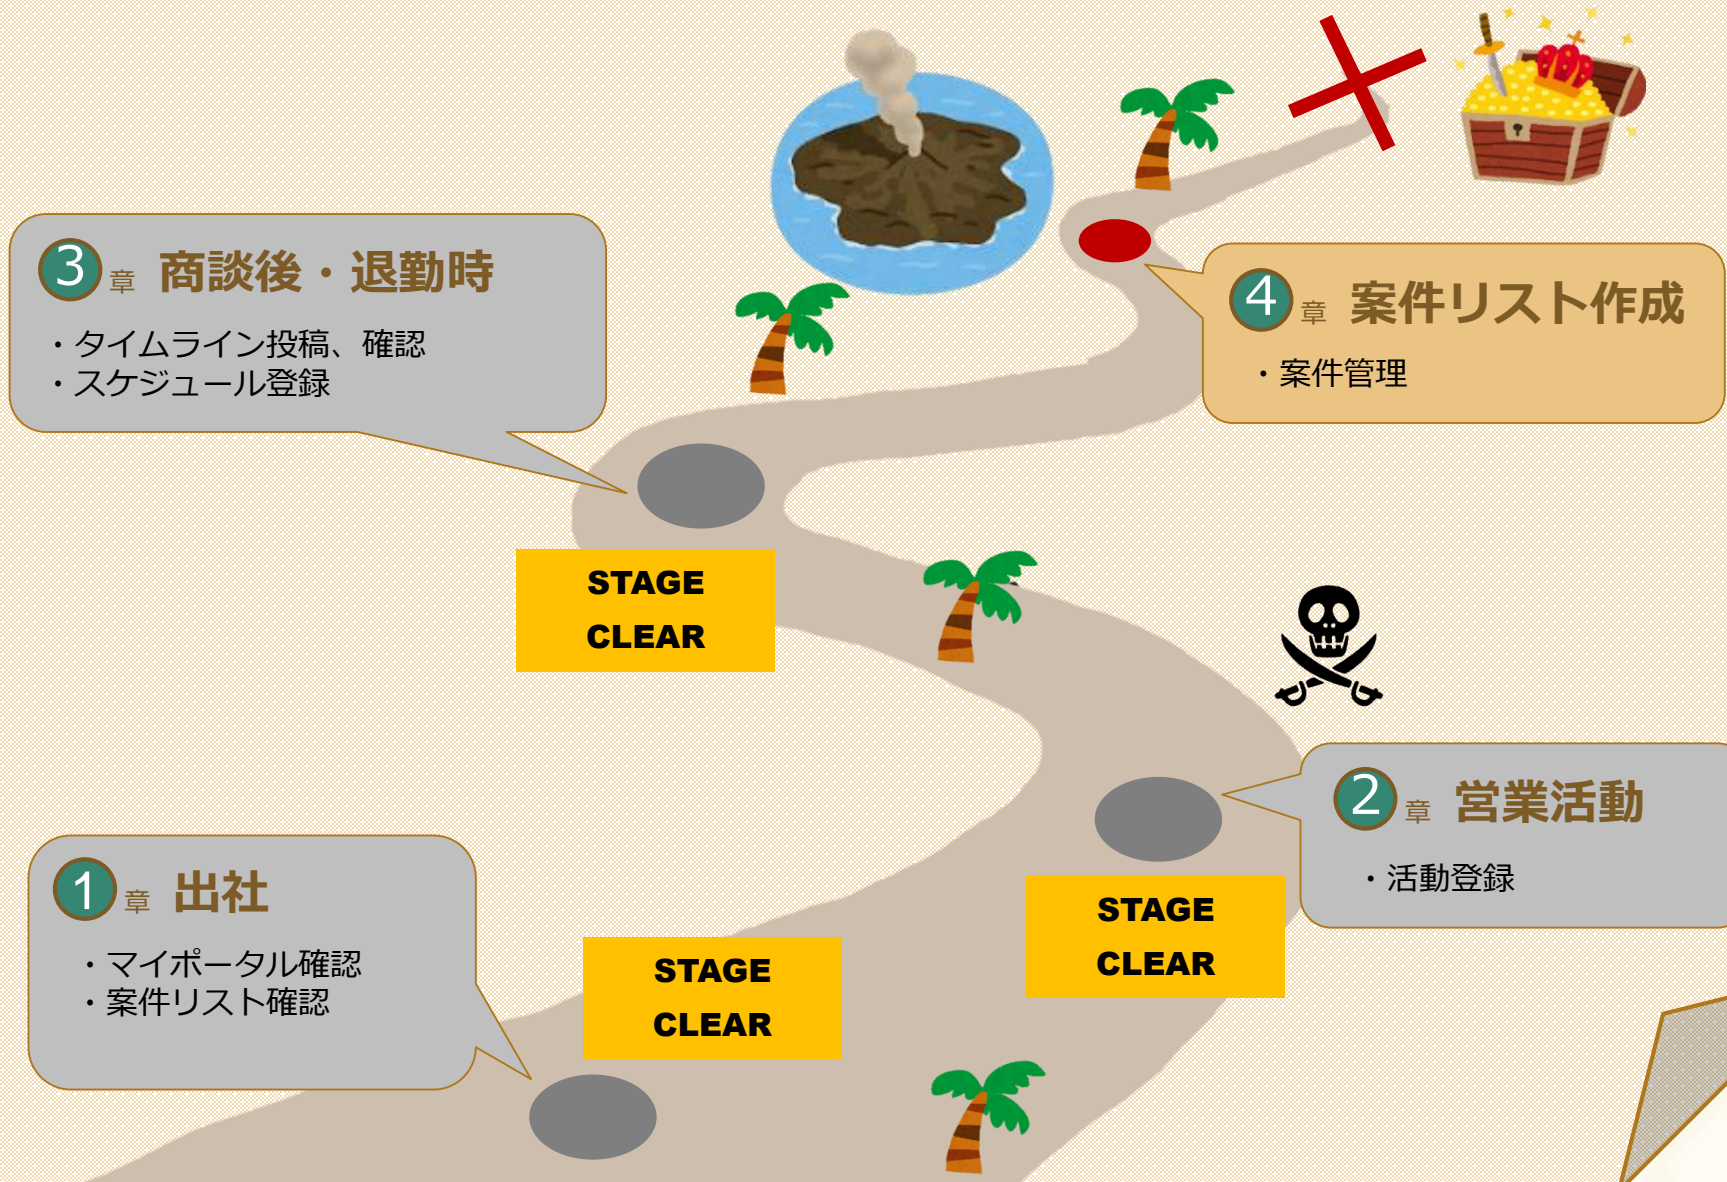 3章 商談後・退勤時
・タイムライン投稿、確認
・スケジュール登録
4章 案件リスト作成
・案件管理
STAGE
CLEAR
2章 営業活動
・活動登録
STAGE
CLEAR
1章 出社
・マイポータル確認
・案件リスト確認
STAGE
CLEAR